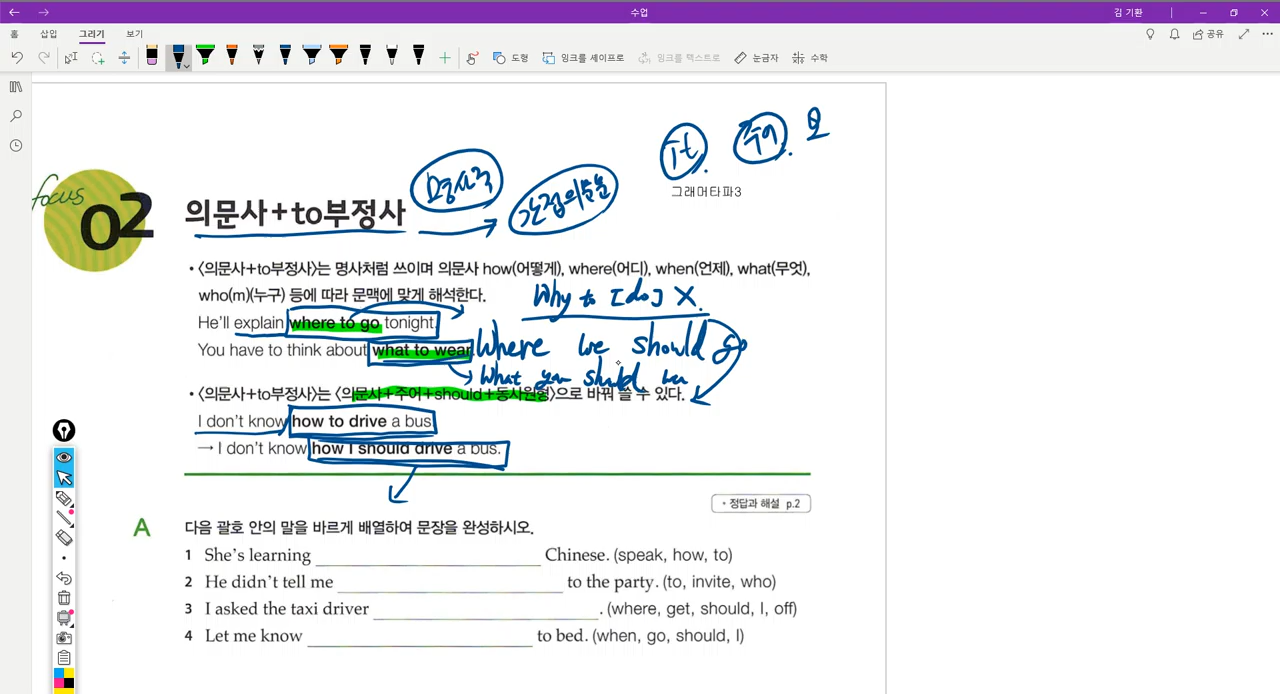 수업
김 기환
홈 삽입 그리기 보기
공유
도형 잉크를 셰이프로 잉크를 텍스트로 눈금자 수학
It. 주어.
그래머타파3
명사구
간접의문문
focus
02 의문사+to부정사
• 〈의문사+to부정사〉는 명사처럼 쓰이며 의문사 how(어떻게), where(어디), when(언제), what(무엇),
who(m)(누구) 등에 따라 문맥에 맞게 해석한다.
Why to [do] X.
He'll explain where to go tonight.
Where we should go
You have to think about what to wear
What you should
• 〈의문사+to부정사〉는 〈의문사+주어+should+동사원형〉으로 바꿔 쓸 수 있다.
I don't know how to drive a bus
→ I don't know how I should drive a bus.
• 정답과 해설 p.2
A 다음 괄호 안의 말을 바르게 배열하여 문장을 완성하시오.
1 She's learning Chinese. (speak, how, to)
2 He didn't tell me to the party. (to, invite, who)
3 I asked the taxi driver . (where, get, should, I, off)
4 Let me know to bed. (when, go, should, I)